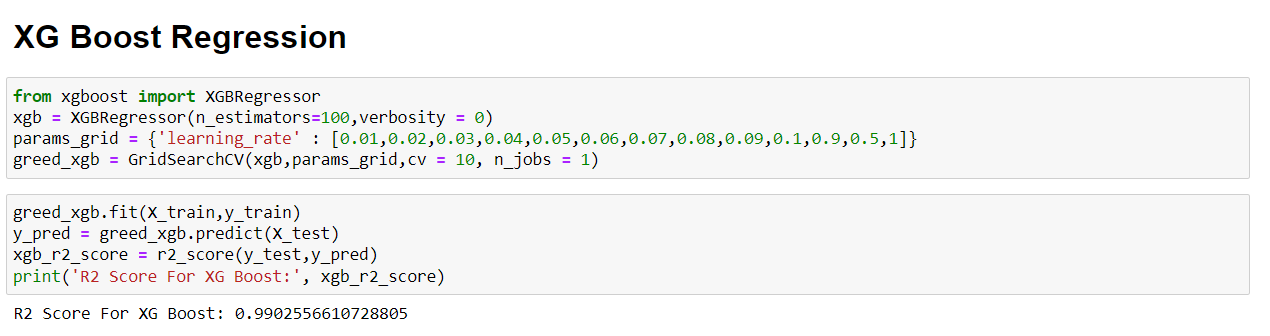 XG Boost Regression
from xgboost import XGBRegressor
xgb = XGBRegressor(n_estimators=100,verbosity = 0)
params_grid = {'learning_rate' : [0.01,0.02,0.03,0.04,0.05,0.06,0.07,0.08,0.09,0.1,0.9,0.5,1]}
greed_xgb = GridSearchCV(xgb,params_grid,cv = 10, n_jobs = 1)
greed_xgb.fit(X_train,y_train)
y_pred = greed_xgb.predict(X_test)
xgb_r2_score = r2_score(y_test,y_pred)
print('R2 Score For XG Boost:', xgb_r2_score)
R2 Score For XG Boost: 0.9902556610728805